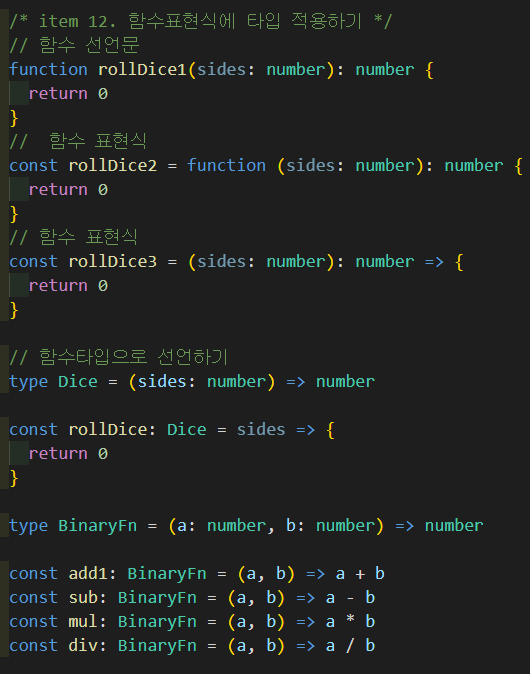 /* item 12. 함수표현식에 타입 적용하기 */
// 함수 선언문
function rollDice1(sides: number): number {
  return 0
}
//  함수 표현식
const rollDice2 = function (sides: number): number {
  return 0
}
// 함수 표현식
const rollDice3 = (sides: number): number => {
  return 0
}

// 함수타입으로 선언하기
type Dice = (sides: number) => number

const rollDice: Dice = sides => {
  return 0
}

type BinaryFn = (a: number, b: number) => number

const add1: BinaryFn = (a, b) => a + b
const sub: BinaryFn = (a, b) => a - b
const mul: BinaryFn = (a, b) => a * b
const div: BinaryFn = (a, b) => a / b